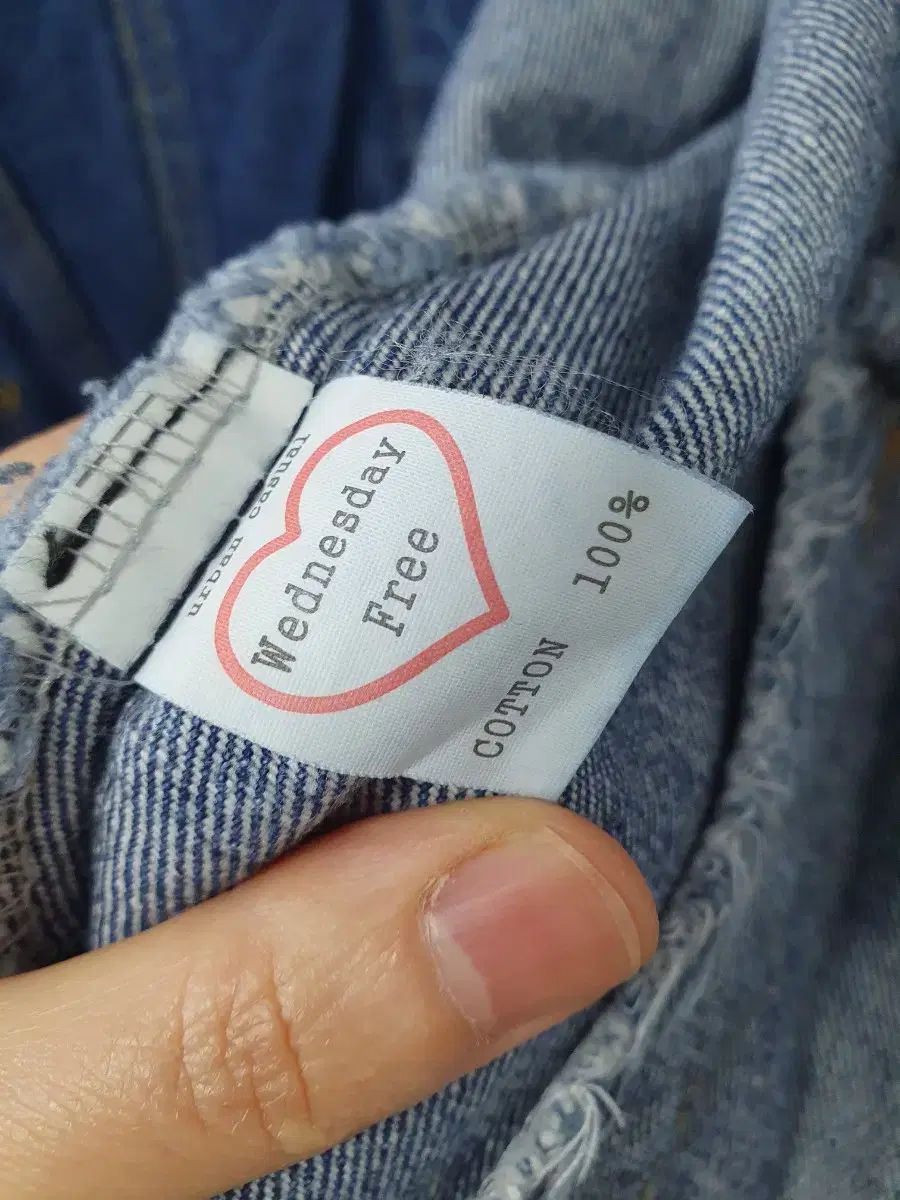 urban casual
Wednesday
Free
COTTON 100%